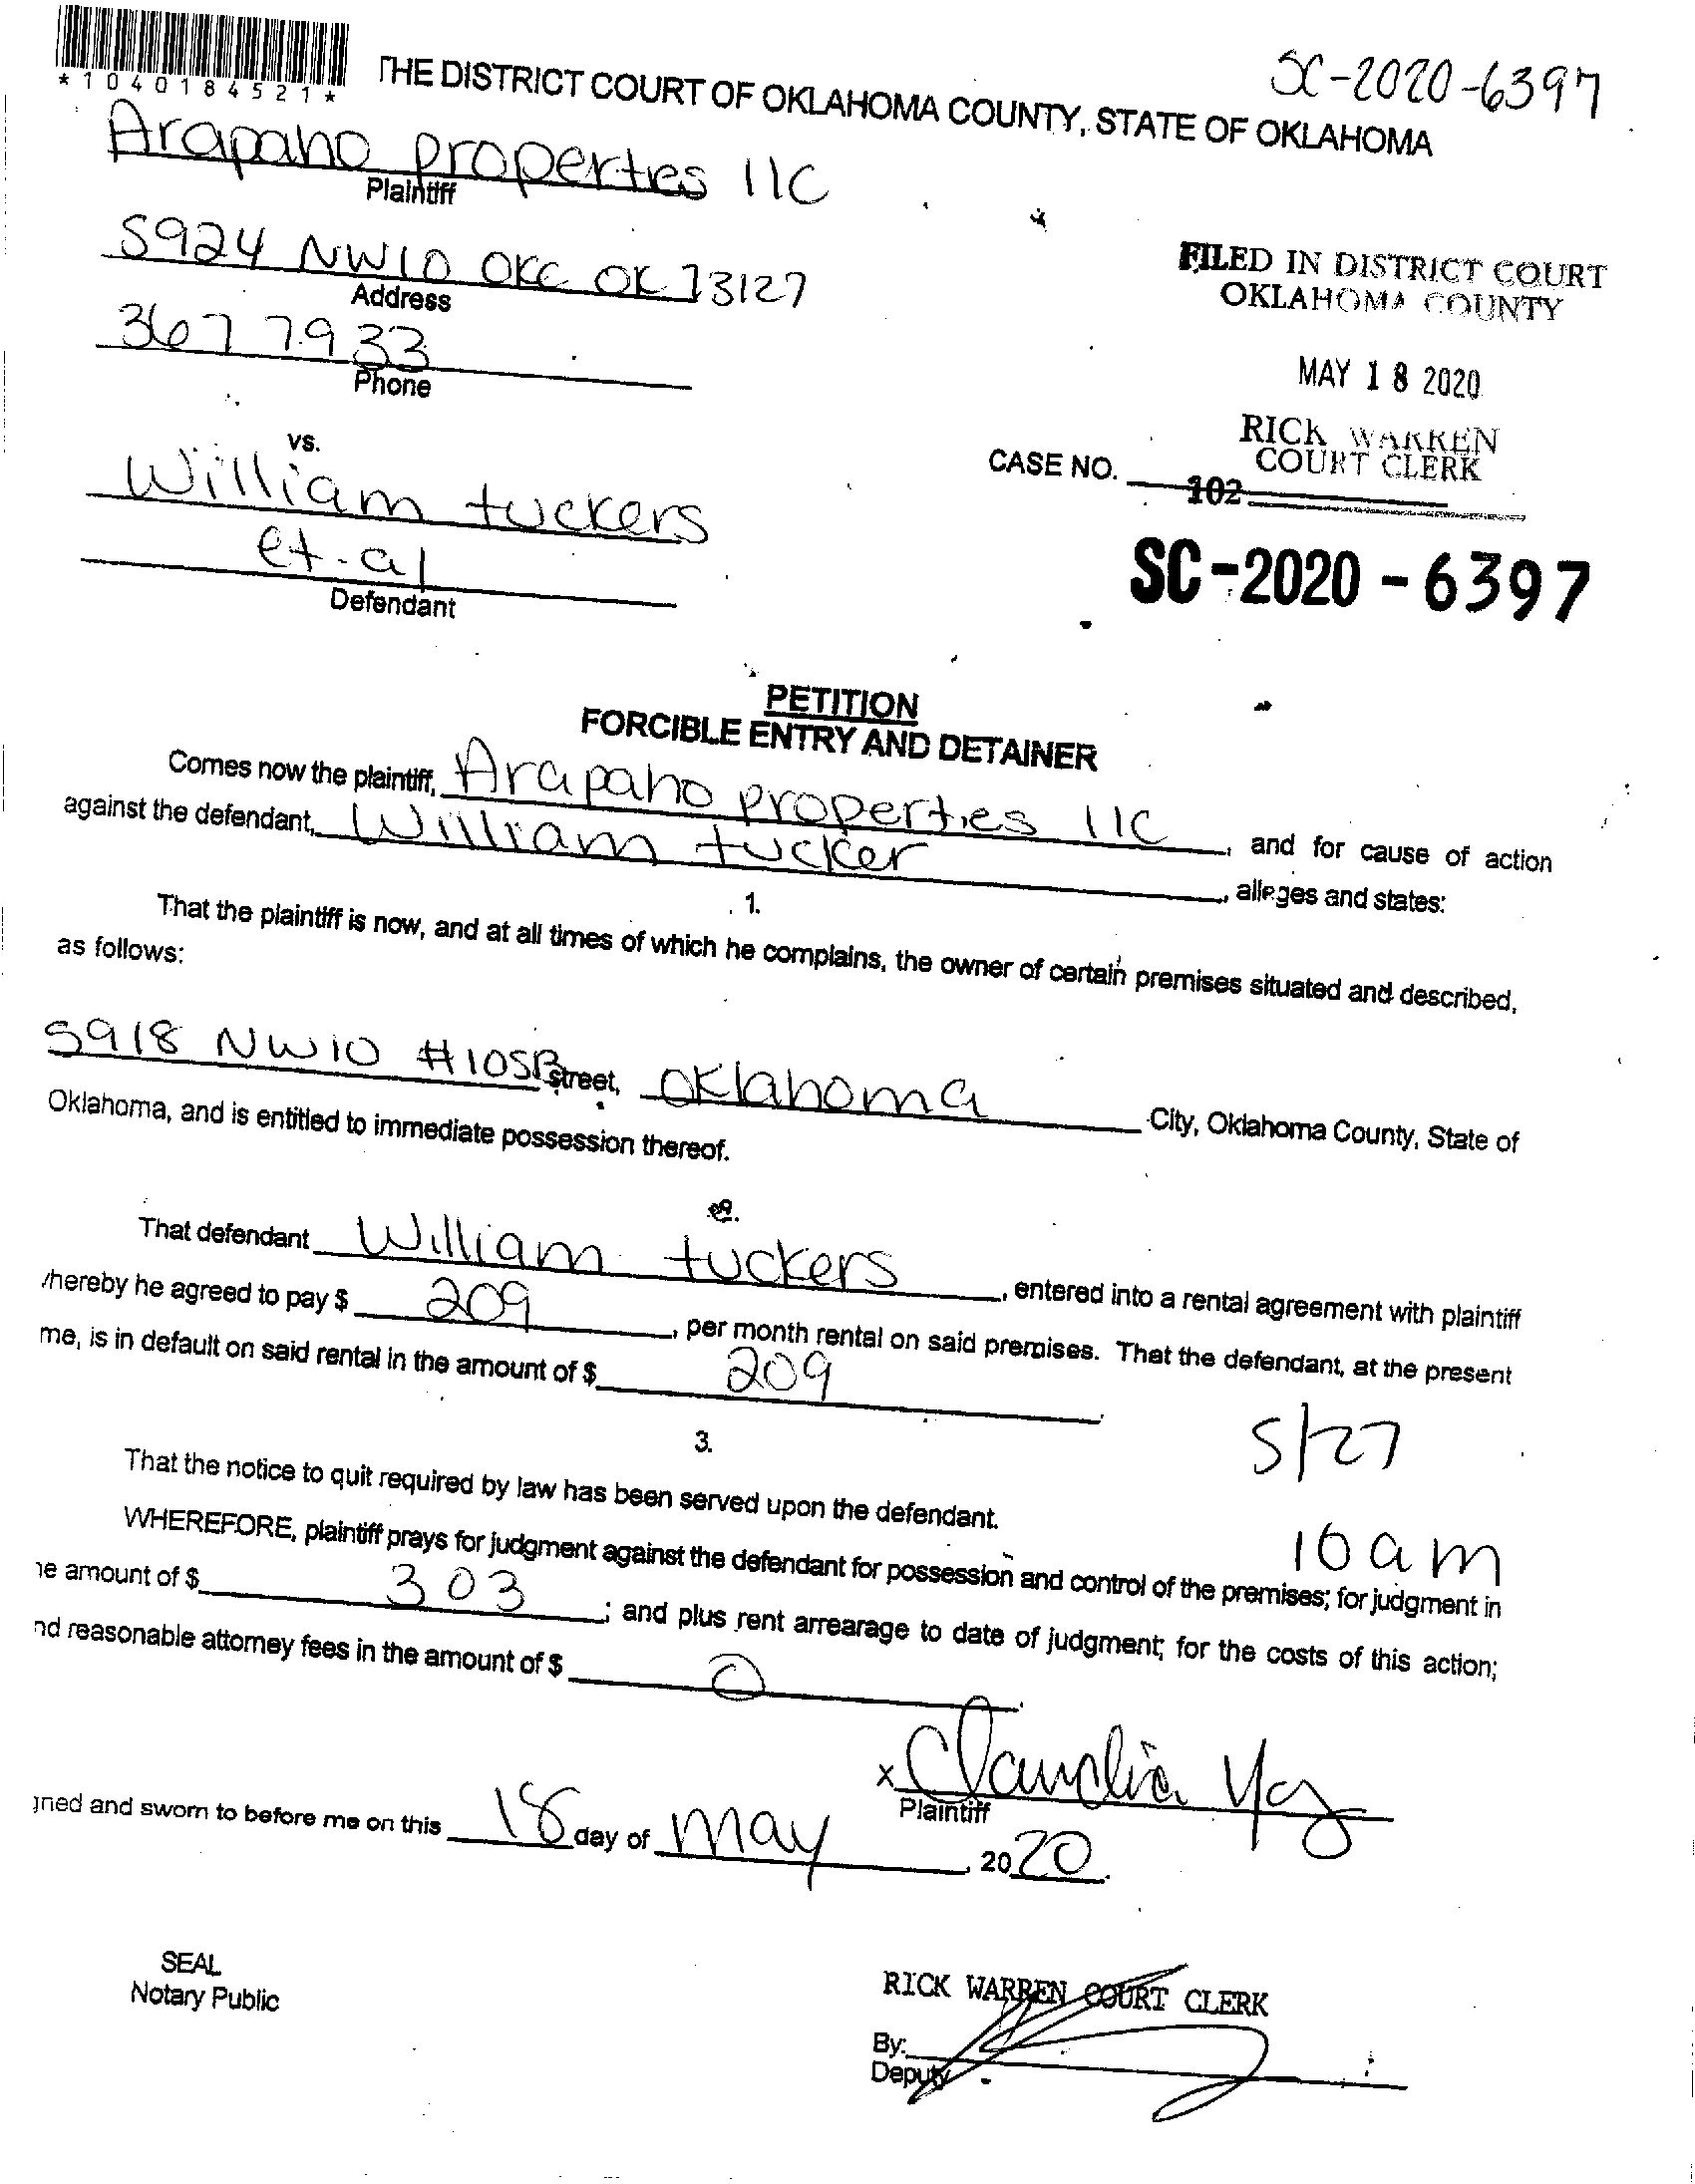 *1040184521*
THE DISTRICT COURT OF OKLAHOMA COUNTY, STATE OF OKLAHOMA
SC-2020-6397
Arapaho properties llc
Plaintiff
5924 NW10 OKC OK 73127
Address
367 7933
Phone
FILED IN DISTRICT COURT
OKLAHOMA COUNTY
MAY 18 2020
RICK WARREN
COURT CLERK
102
vs.
William tuckers
et.al
Defendant
CASE NO.
SC-2020-6397
PETITION
FORCIBLE ENTRY AND DETAINER
Comes now the plaintiff, Arapaho properties llc, and for cause of action
against the defendant, William tucker, alleges and states:
1.
That the plaintiff is now, and at all times of which he complains, the owner of certain premises situated and described,
as follows:
5918 NW10 #105B Street, Oklahoma City, Oklahoma County, State of
Oklahoma, and is entitled to immediate possession thereof.
That defendant William tuckers, entered into a rental agreement with plaintiff
hereby he agreed to pay $ 209, per month rental on said premises. That the defendant, at the present
me, is in default on said rental in the amount of $ 209.
3.
5/27
That the notice to quit required by law has been served upon the defendant.
10 am
WHEREFORE, plaintiff prays for judgment against the defendant for possession and control of the premises; for judgment in
he amount of $ 303; and plus rent arrearage to date of judgment; for the costs of this action;
nd reasonable attorney fees in the amount of $ 0.
x Claudia
Plaintiff
gned and sworn to before me on this 18 day of May, 2020.
SEAL
Notary Public
RICK WARREN COURT CLERK
By:
Deputy